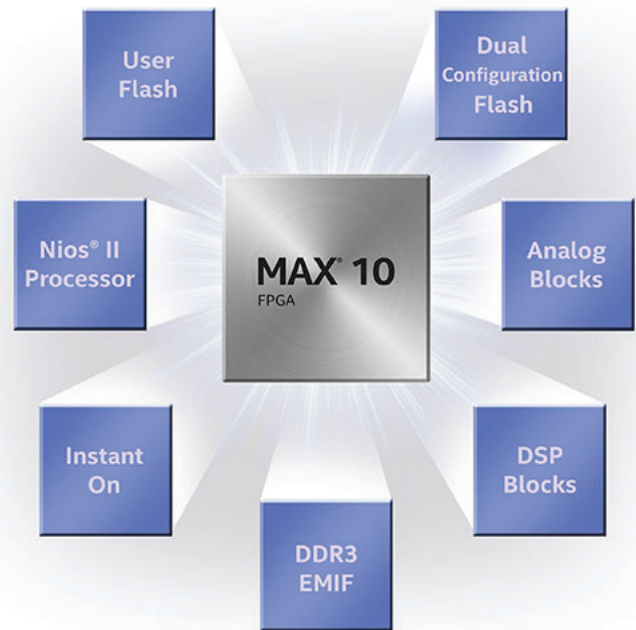 User
Flash
Dual
Configuration
Flash
Nios® II
Processor
MAX® 10
FPGA
Analog
Blocks
Instant
On
DSP
Blocks
DDR3
EMIF